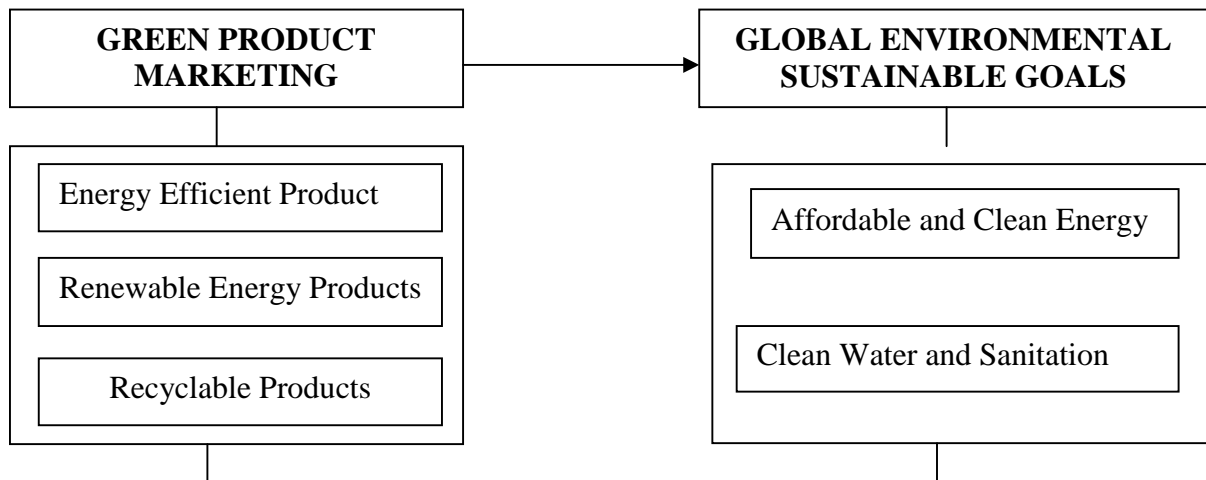 GREEN PRODUCT
MARKETING
GLOBAL ENVIRONMENTAL
SUSTAINABLE GOALS
Energy Efficient Product
Renewable Energy Products
Recyclable Products
Affordable and Clean Energy
Clean Water and Sanitation